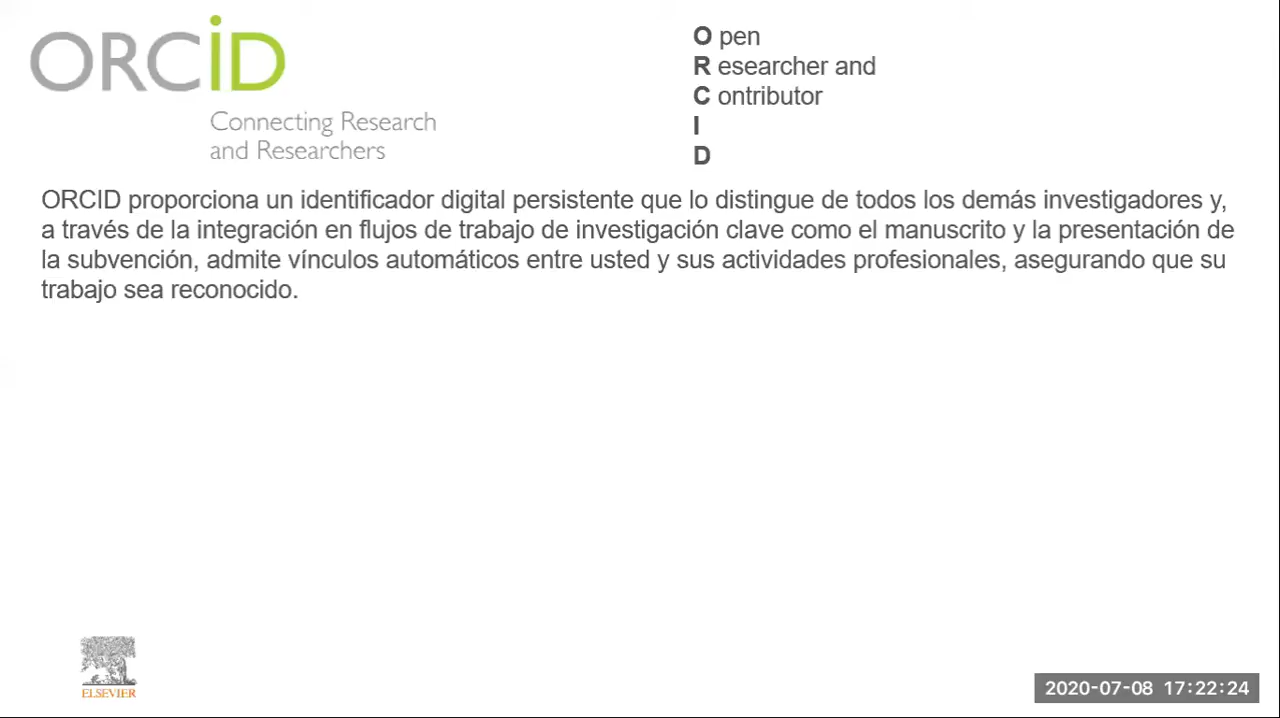 ORCID
Connecting Research
and Researchers
O pen
R esearcher and
C ontributor
I
D
ORCID proporciona un identificador digital persistente que lo distingue de todos los demás investigadores y,
a través de la integración en flujos de trabajo de investigación clave como el manuscrito y la presentación de
la subvención, admite vínculos automáticos entre usted y sus actividades profesionales, asegurando que su
trabajo sea reconocido.
ELSEVIER
2020-07-08 17:22:24